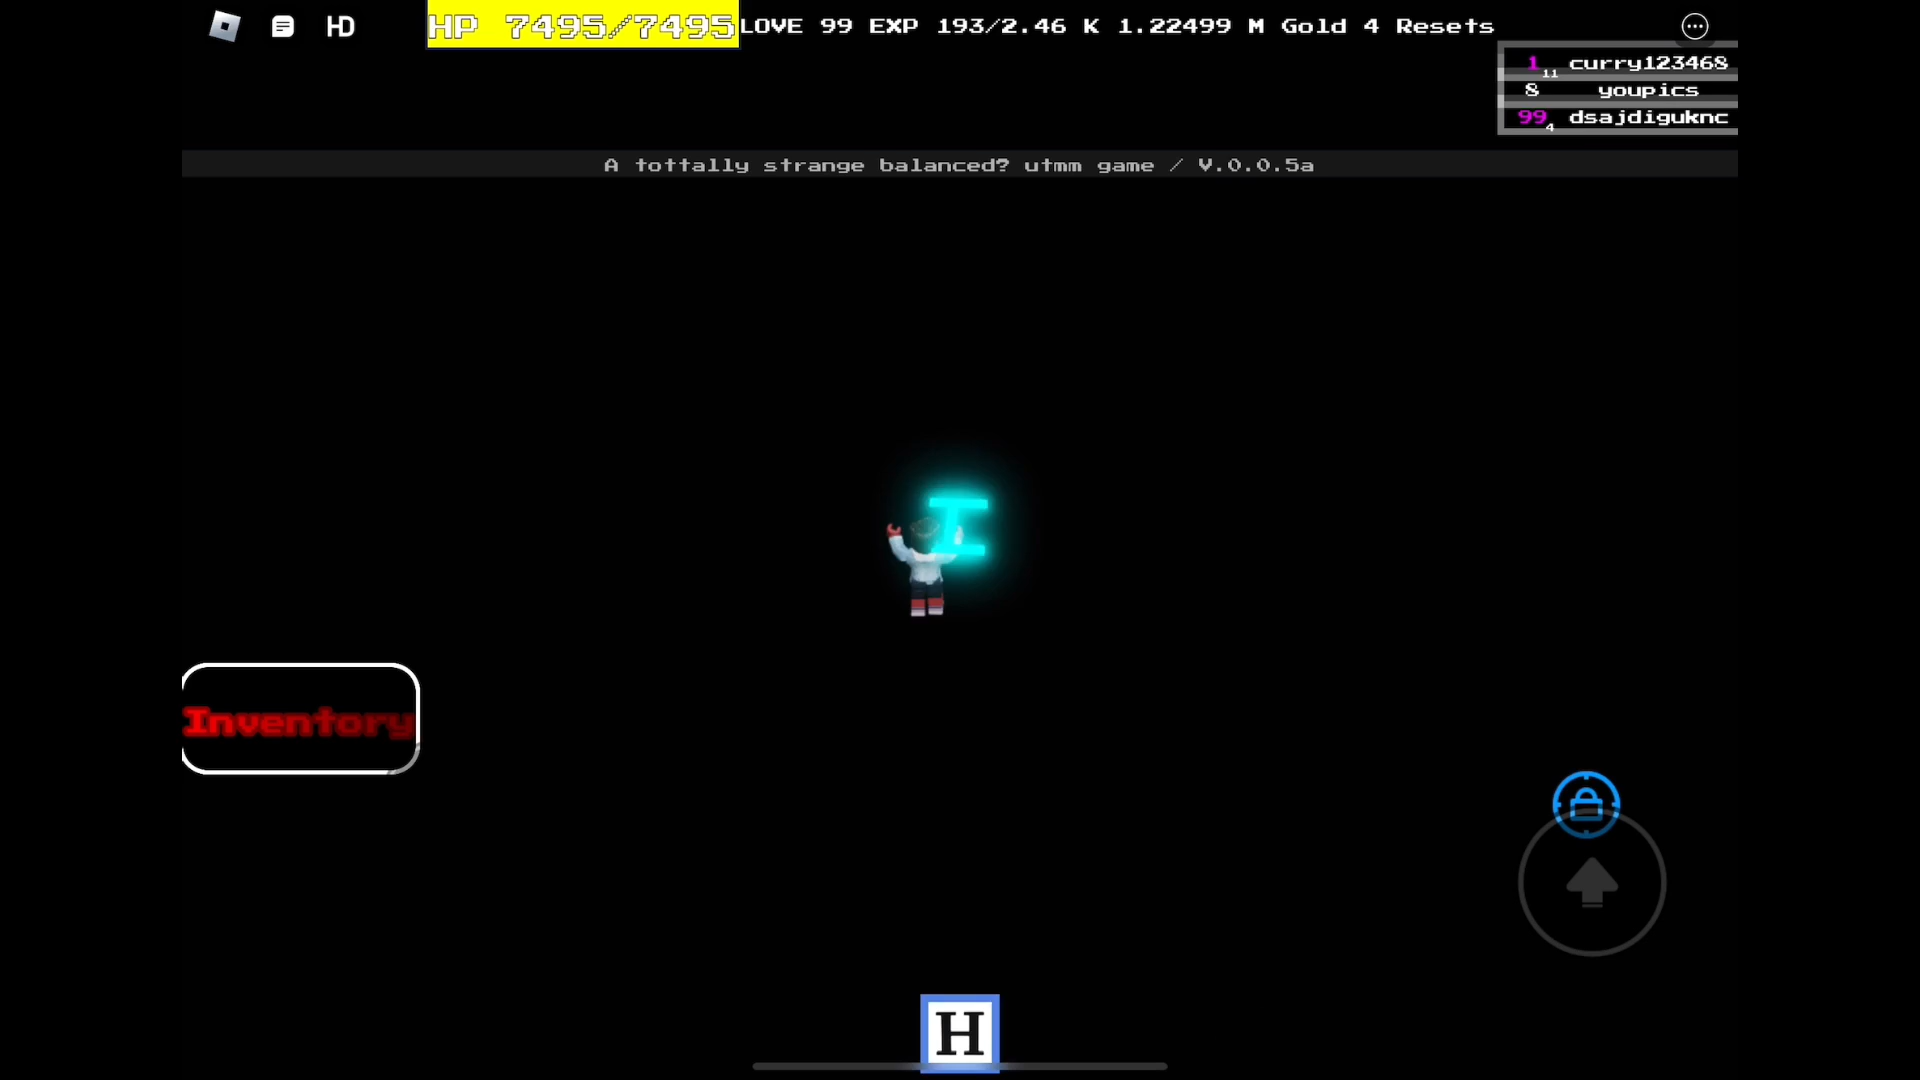 HD
HP 7495/7495
LOVE 99 EXP 193/2.46 K 1.22499 M Gold 4 Resets
1 11 curry123468
8 youpics
99 4 dsajdiguknc
A tottally strange balanced? utmm game / V.0.0.5a
I
Inventory
H